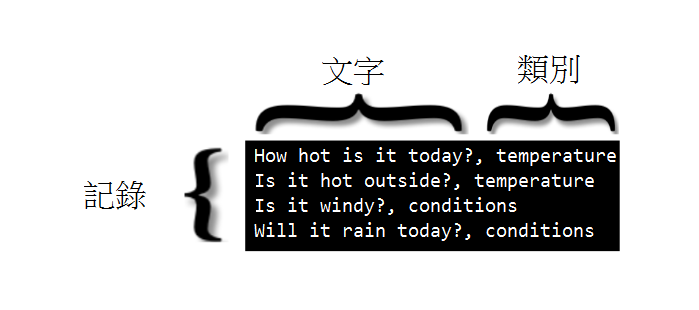 文字
類別
記錄
How hot is it today?, temperature
Is it hot outside?, temperature
Is it windy?, conditions
Will it rain today?, conditions